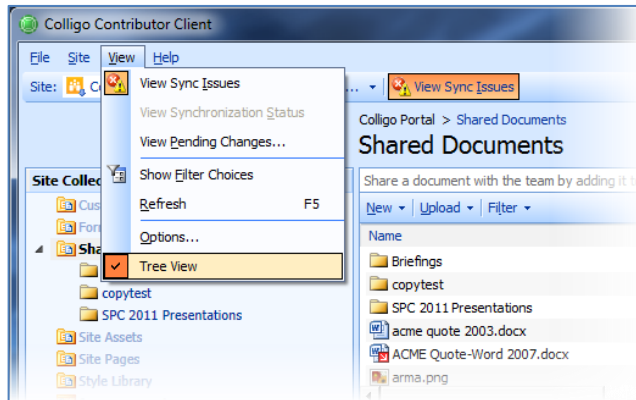 Colligo Contributor Client
File Site View Help
Site: C
View Sync Issues
View Sync Issues
View Synchronization Status
View Pending Changes...
Show Filter Choices
Refresh F5
Options...
Tree View
Colligo Portal > Shared Documents
Shared Documents
Share a document with the team by adding it
New Upload Filter
Name
Briefings
copytest
SPC 2011 Presentations
acme quote 2003.docx
ACME Quote-Word 2007.docx
arma.png
Site Collec
Cus
For
Sha
copytest
SPC 2011 Presentations
Site Assets
Site Pages
Style Library